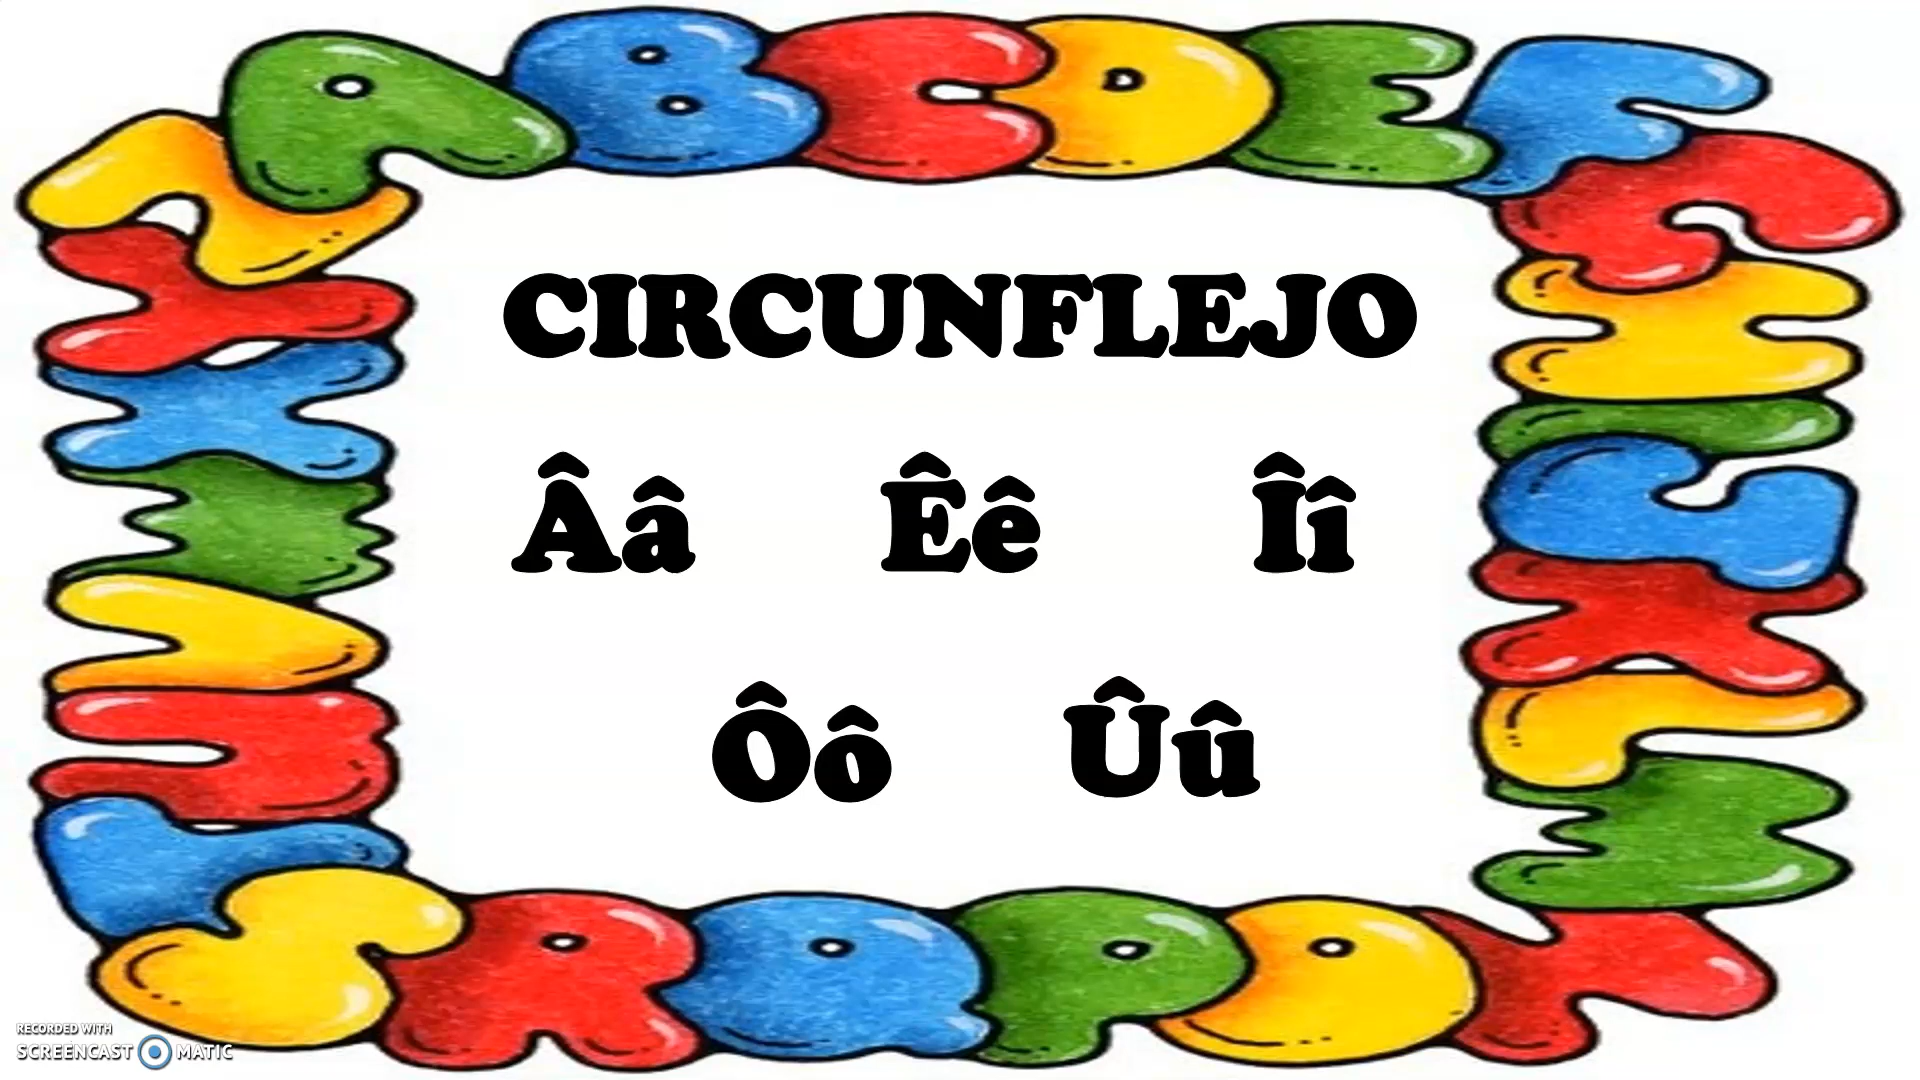 A B C D E F
G
H
I
J
K
L
M
N
O
P
Q
R
S
T
U
V
W
X
Y
Z
CIRCUNFLEJO
Ââ Êê Îî
Ôô Ûû
RECORDED WITH
SCREENCAST MATIC